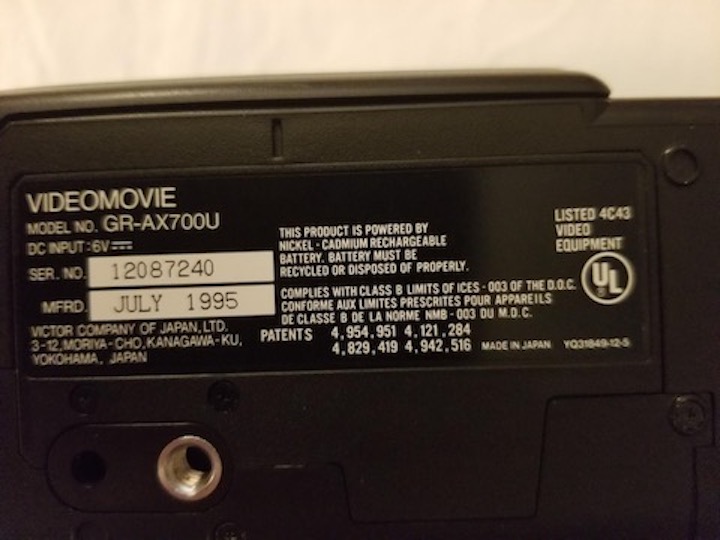 VIDEOMOVIE
MODEL NO. GR-AX700U
DC INPUT:6V
SER. NO. 12087240
MFRD. JULY 1995
VICTOR COMPANY OF JAPAN, LTD.
3-12, MORIYA-CHO, KANAGAWA-KU,
YOKOHAMA, JAPAN
THIS PRODUCT IS POWERED BY
NICKEL-CADMIUM RECHARGEABLE
BATTERY. BATTERY MUST BE
RECYCLED OR DISPOSED OF PROPERLY.
COMPLIES WITH CLASS B LIMITS OF ICES-003 OF THE D.O.C.
CONFORME AUX LIMITES PRESCRITES POUR APPAREILS
DE CLASSE B DE LA NORME NMB-003 DU M.D.C.
PATENTS 4,954,951 4,121,284
4,829,419 4,942,516 MADE IN JAPAN YQ31849-12-5
LISTED 4C43
VIDEO
EQUIPMENT
UL